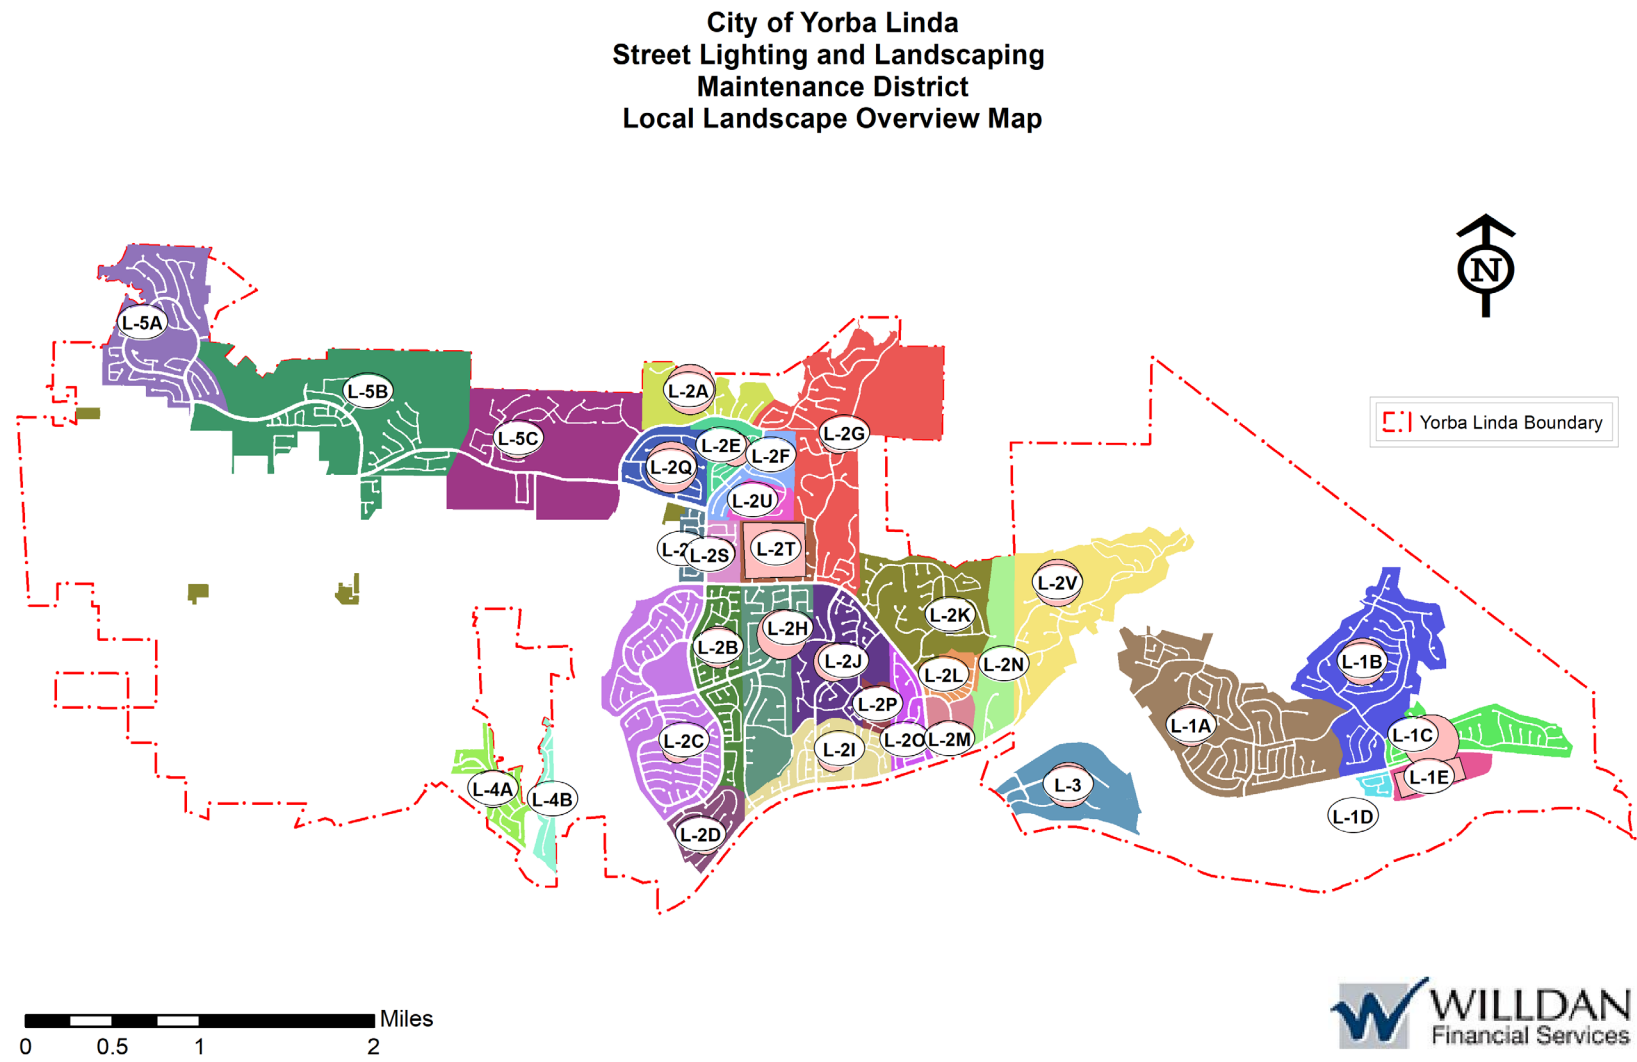 City of Yorba Linda
Street Lighting and Landscaping
Maintenance District
Local Landscape Overview Map
N
Yorba Linda Boundary
L-5A
L-5B
L-5C
L-2A
L-2G
L-2E
L-2F
L-2Q
L-2U
L-2
L-2S
L-2T
L-2V
L-2K
L-2H
L-2B
L-2J
L-2L
L-2N
L-1B
L-2P
L-1A
L-1C
L-2C
L-2I
L-2O
L-2M
L-1E
L-3
L-4A
L-4B
L-1D
L-2D
Miles
0 0.5 1 2
WILLDAN
Financial Services